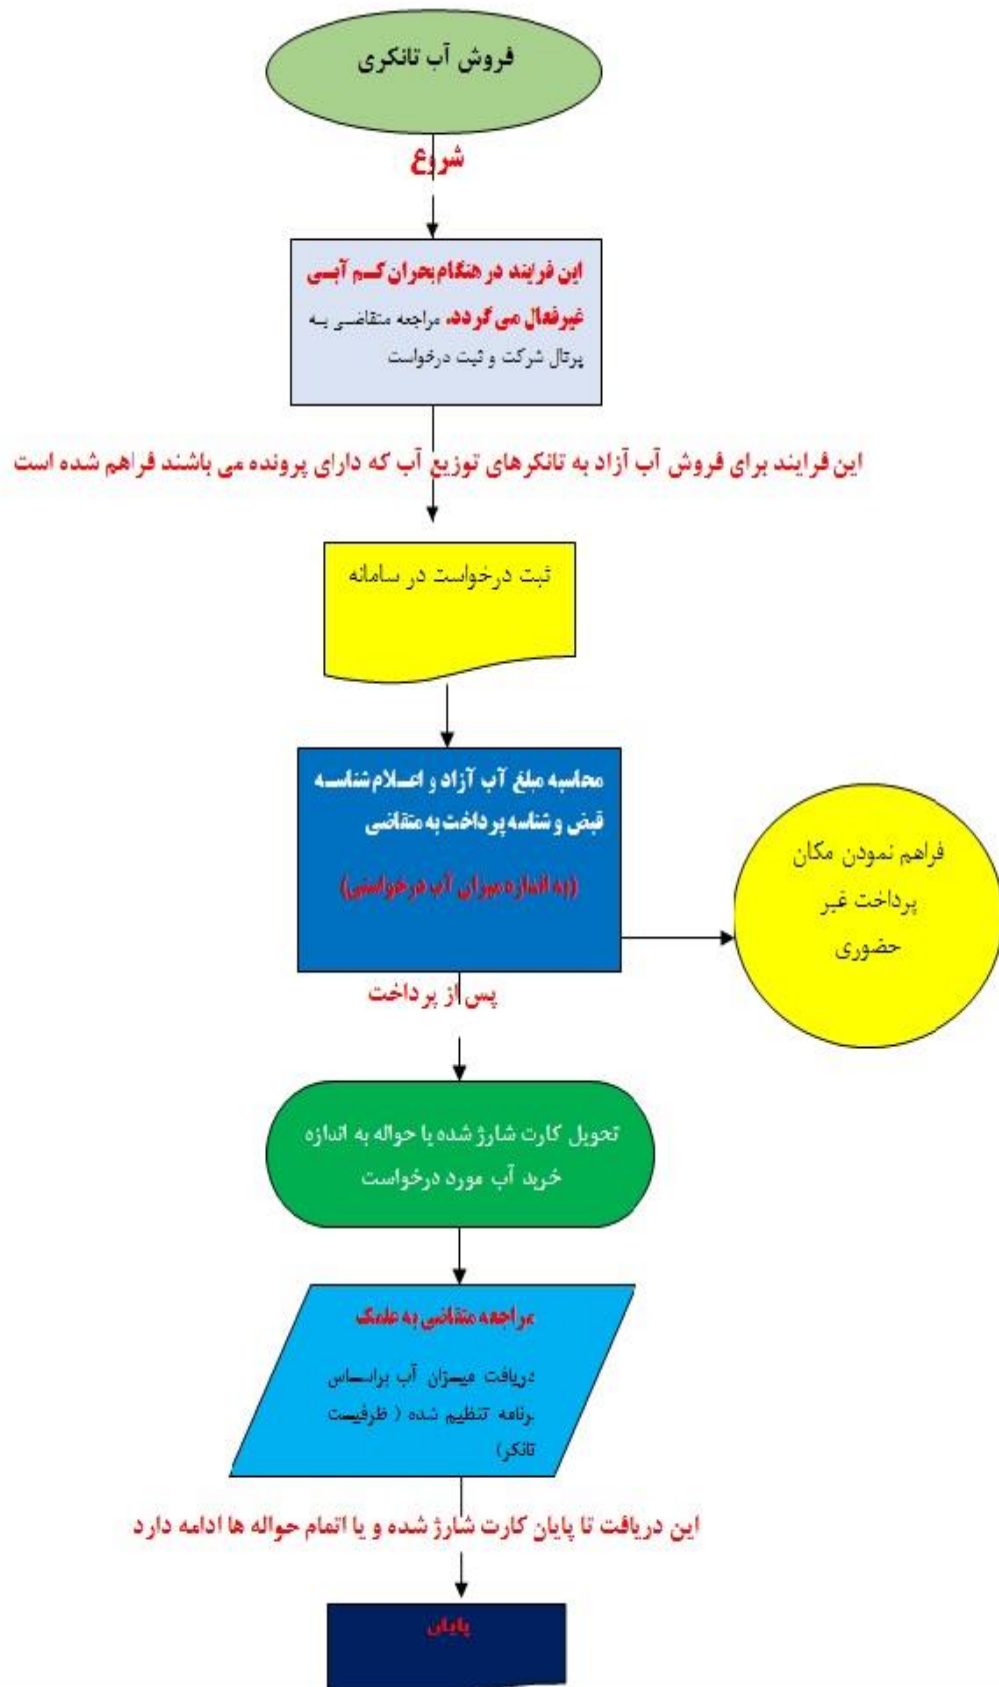 فروش آب تانکری
شروع
این فرایند در هنگام بحران کم آبی
غیرفعال می گردد. مراجعه متقاضی به
پرتال شرکت و ثبت درخواست
این فرایند برای فروش آب آزاد به تانکرهای توزیع آب که دارای پرونده می باشند فراهم شده است
ثبت درخواست در سامانه
محاسبه مبلغ آب آزاد و اعلام شناسه
قبض و شناسه پرداخت به متقاضی
(به اندازه میزان آب درخواستی)
فراهم نمودن مکان
پرداخت غیر
حضوری
پس از پرداخت
تحویل کارت شارژ شده یا حواله به اندازه
خرید آب مورد درخواست
مراجعه متقاضی به علمک
دریافت میزان آب براساس
برنامه تنظیم شده ( ظرفیت
تانکر)
این دریافت تا پایان کارت شارژ شده و یا اتمام حواله ها ادامه دارد
پایان